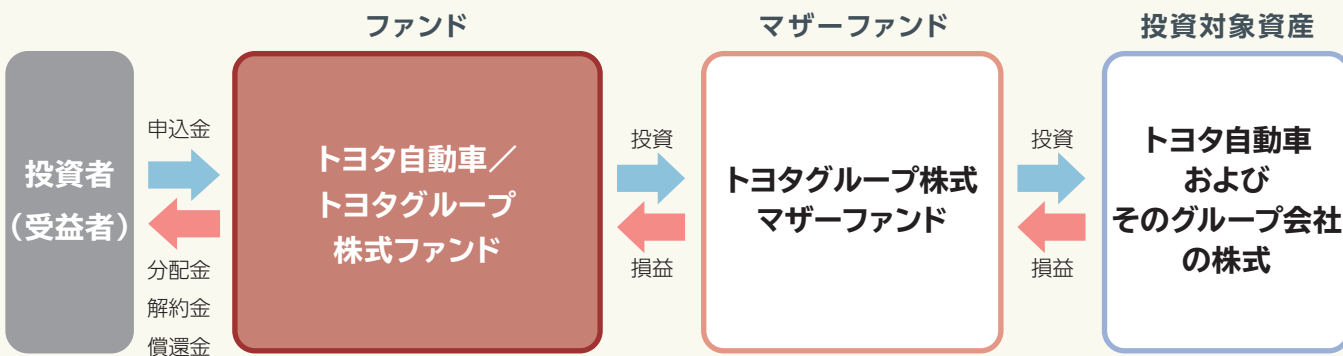 ファンド
マザーファンド
投資対象資産
投資者
（受益者）
申込金
分配金
解約金
償還金
トヨタ自動車／
トヨタグループ
株式ファンド
投資
損益
トヨタグループ株式
マザーファンド
投資
損益
トヨタ自動車
および
そのグループ会社
の株式